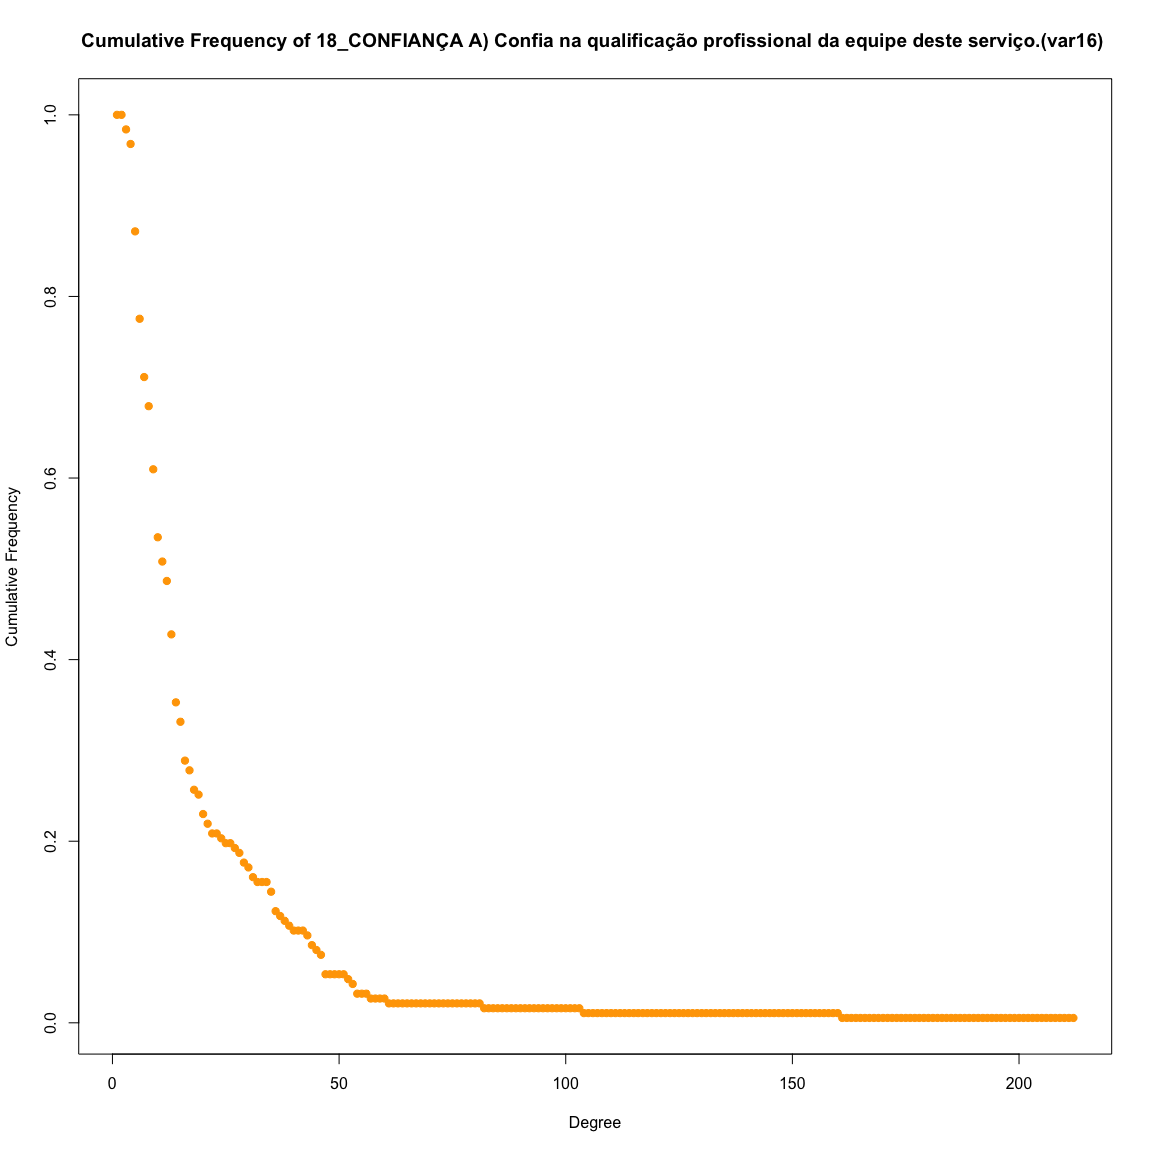 Cumulative Frequency of 18_CONFIANÇA A) Confia na qualificação profissional da equipe deste serviço.(var16)
1.0
0.8
0.6
0.4
0.2
0.0
Cumulative Frequency
0 50 100 150 200
Degree